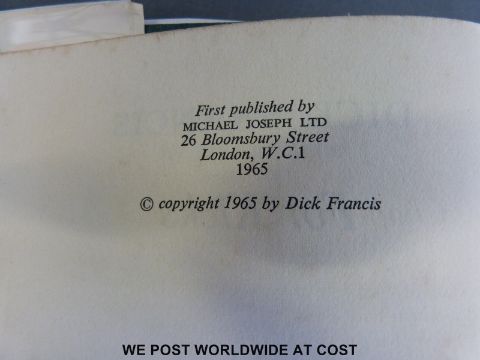 First published by
MICHAEL JOSEPH LTD
26 Bloomsbury Street
London, W.C.1
1965
© copyright 1965 by Dick Francis
WE POST WORLDWIDE AT COST